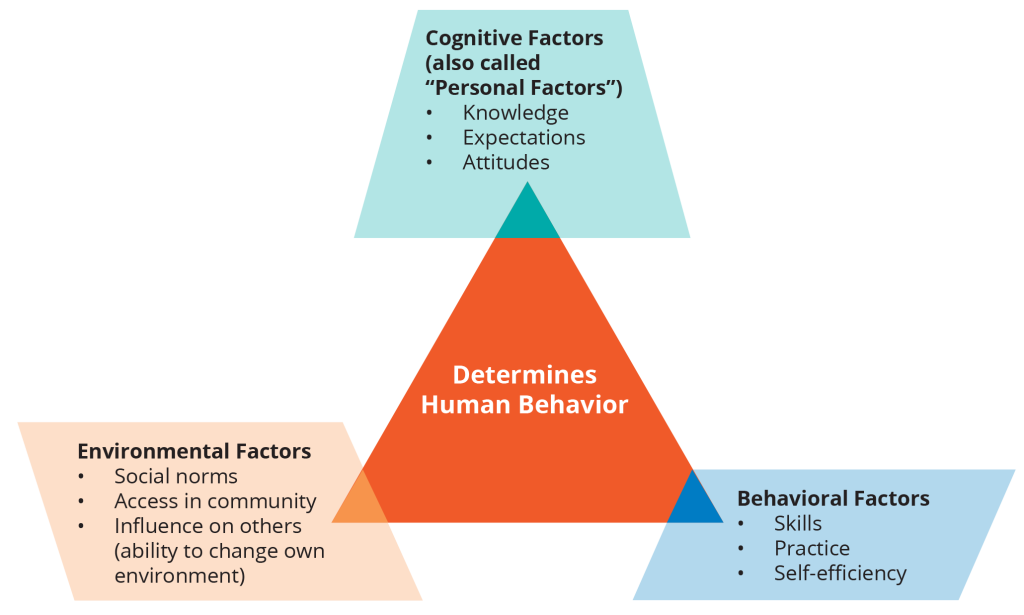 Cognitive Factors
(also called
“Personal Factors”)
• Knowledge
• Expectations
• Attitudes
Determines
Human Behavior
Environmental Factors
• Social norms
• Access in community
• Influence on others
(ability to change own
environment)
Behavioral Factors
• Skills
• Practice
• Self-efficiency